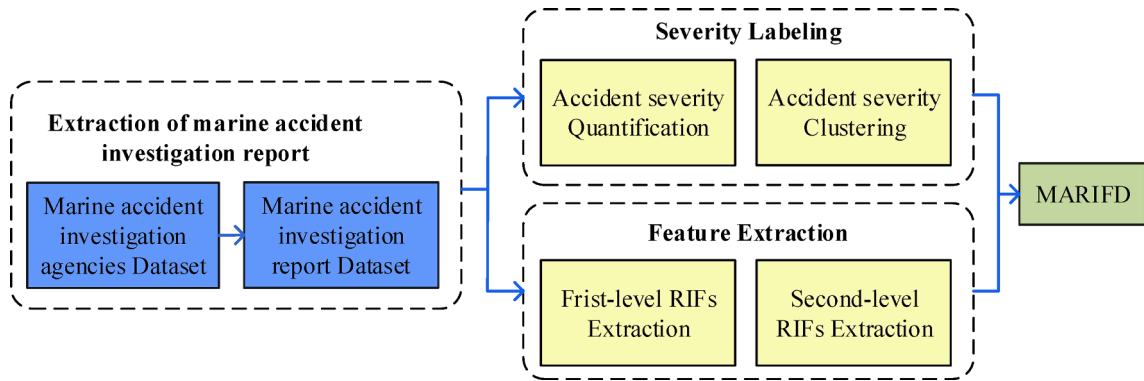 Extraction of marine accident
investigation report
Marine accident
investigation
agencies Dataset
Marine accident
investigation
report Dataset
Severity Labeling
Accident severity
Quantification
Accident severity
Clustering
Feature Extraction
Frist-level RIFs
Extraction
Second-level
RIFs Extraction
MARIFD